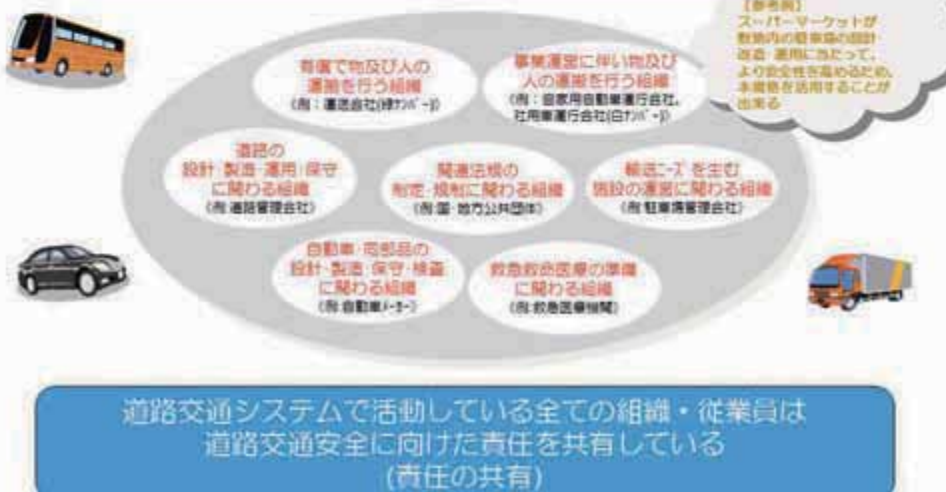 【参考例】
スーパーマーケットが
敷地内の駐車場の設計
改造・運用に当たって、
より安全性を高めるため、
本規格を活用することが
出来る
有償で物及び人の
運搬を行う組織
(例：運送会社(緑ナンバー))
事業運営に伴い物及び
人の運搬を行う組織
(例：自家用自動車運行会社、
社用車運行会社(白ナンバー))
道路の
設計・製造・運用・保守
に関わる組織
(例:道路管理会社)
関連法規の
制定・規制に関わる組織
(例:国・地方公共団体)
輸送ニーズを生む
施設の運営に関わる組織
(例:駐車場管理会社)
自動車・同部品の
設計・製造・保守・検査
に関わる組織
(例:自動車メーカー)
救急救命医療の準備
に関わる組織
(例:救急医療機関)
道路交通システムで活動している全ての組織・従業員は
道路交通安全に向けた責任を共有している
(責任の共有)